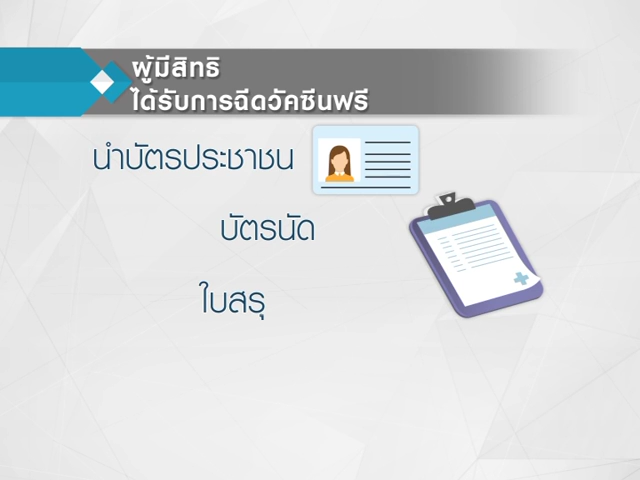 ผู้มีสิทธิ
ได้รับการฉีดวัคซีนฟรี
นำบัตรประชาชน
บัตรนัด
ใบสรุ